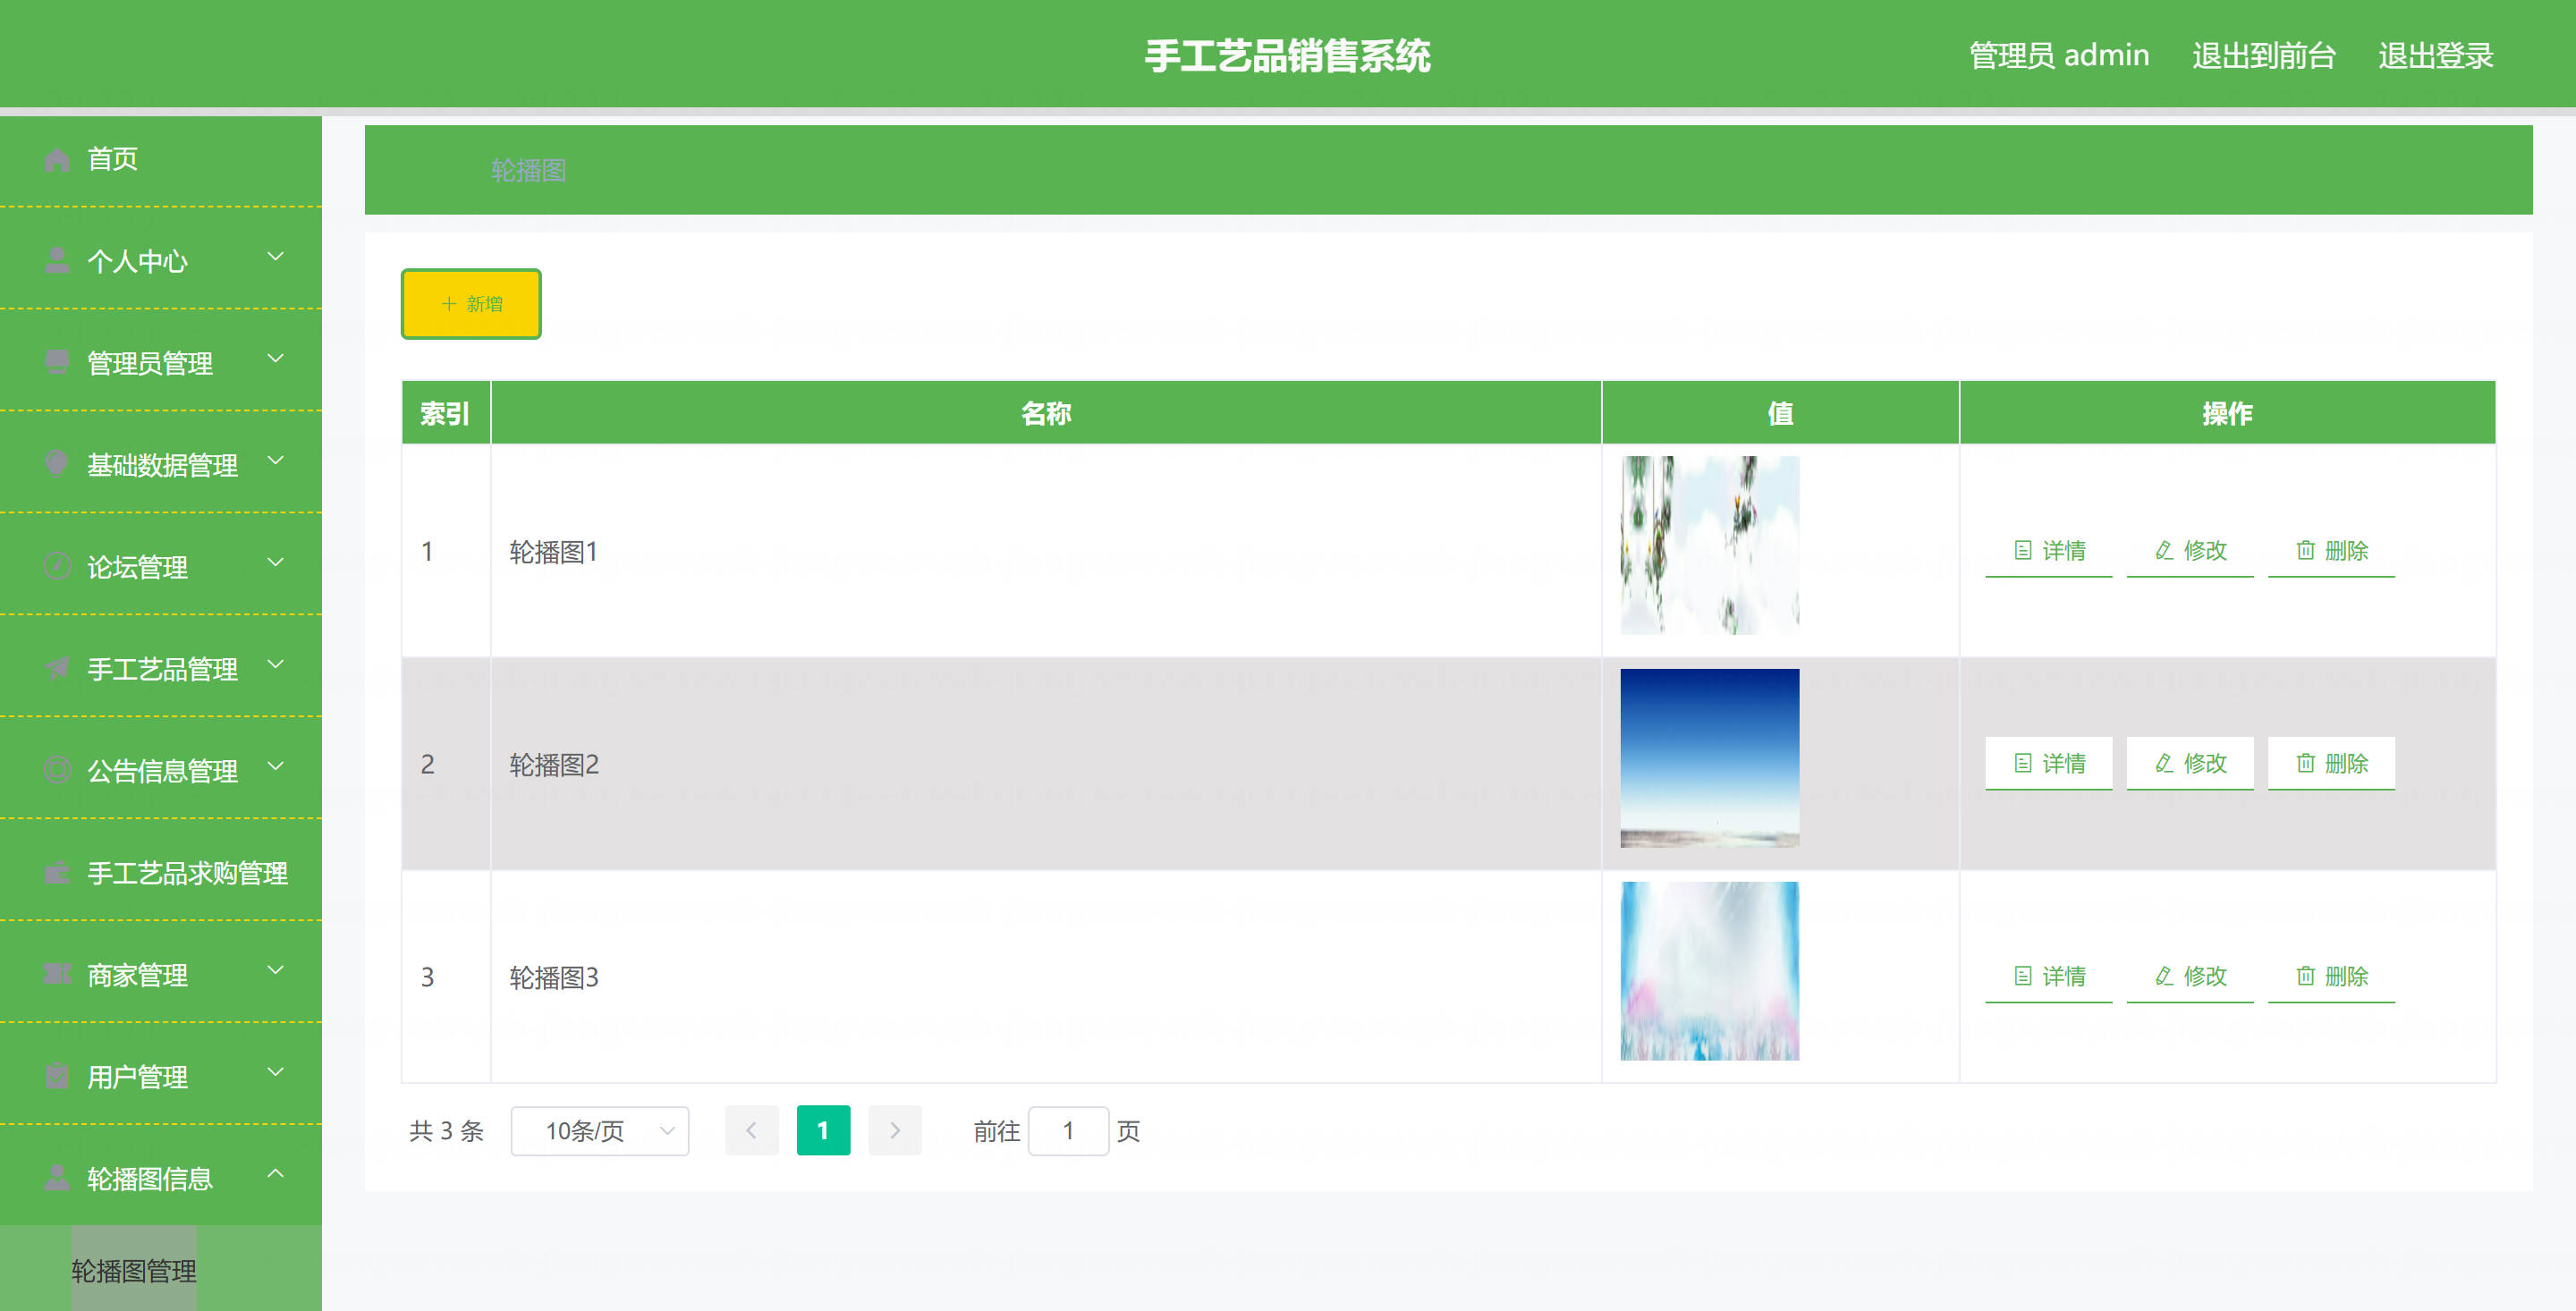 手工艺品销售系统
管理员 admin 退出到前台 退出登录
首页
个人中心
管理员管理
基础数据管理
论坛管理
手工艺品管理
公告信息管理
手工艺品求购管理
商家管理
用户管理
轮播图信息
轮播图管理
轮播图
+ 新增
索引 名称 值 操作
1 轮播图1 详情 修改 删除
2 轮播图2 详情 修改 删除
3 轮播图3 详情 修改 删除
共 3 条 10条/页 1 前往 1 页